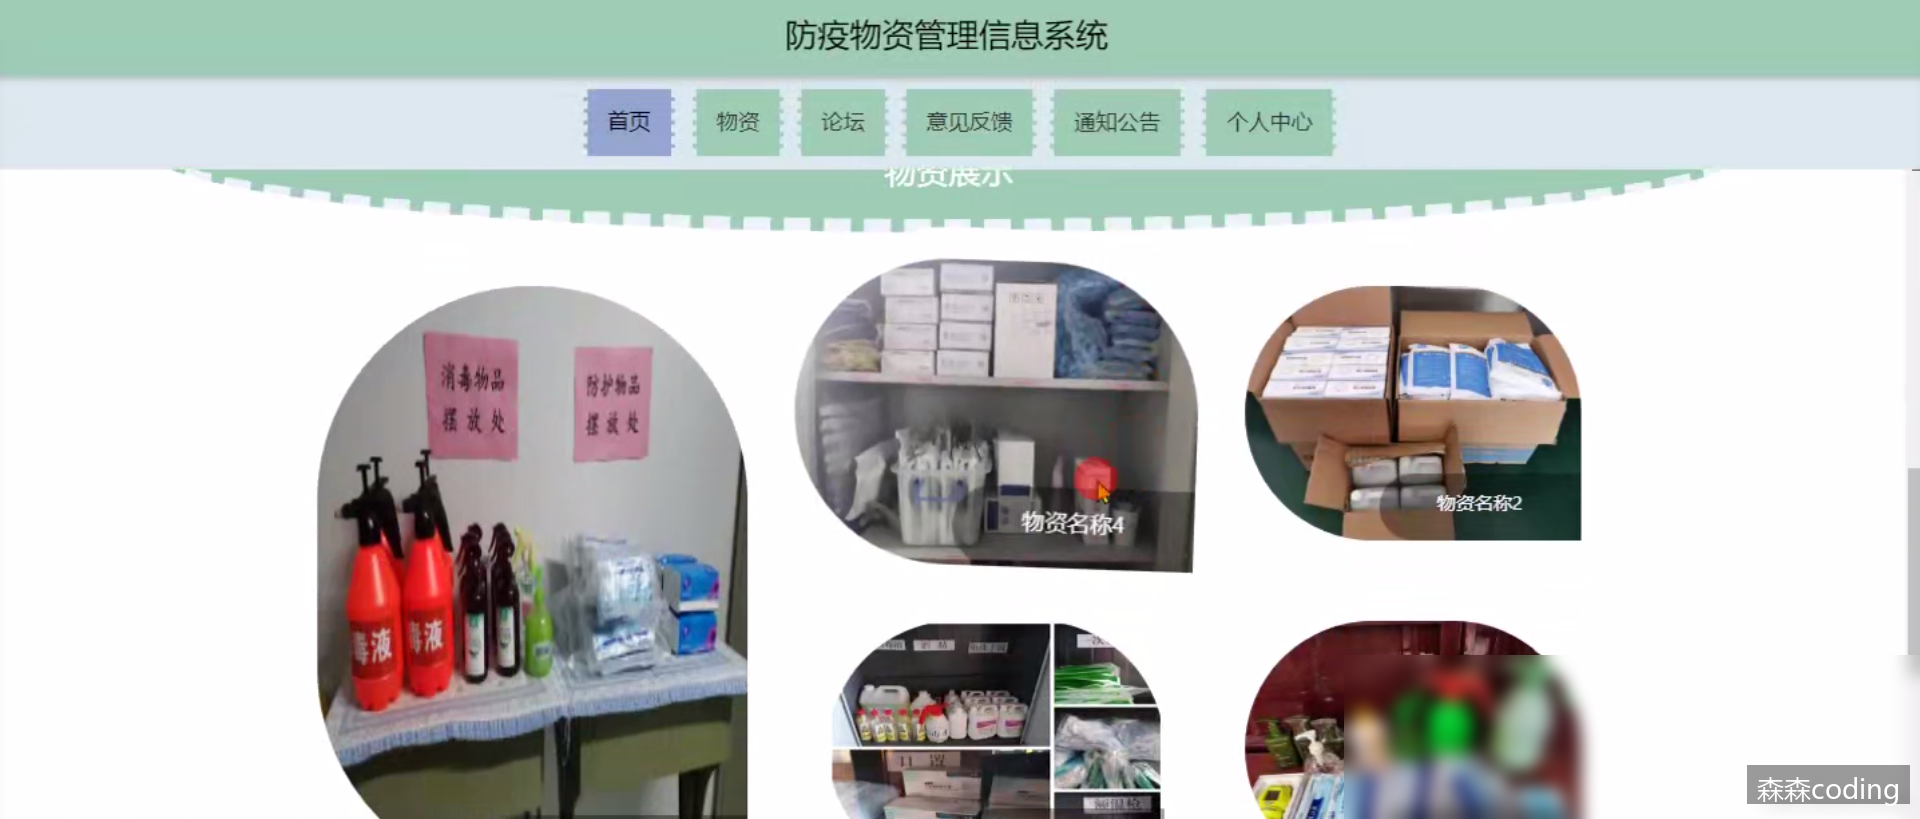 防疫物资管理信息系统
首页
物资
论坛
意见反馈
通知公告
个人中心
物资展示
消毒物品
摆放处
防护物品
摆放处
毒液
毒液
物资名称4
物资名称2
森森coding